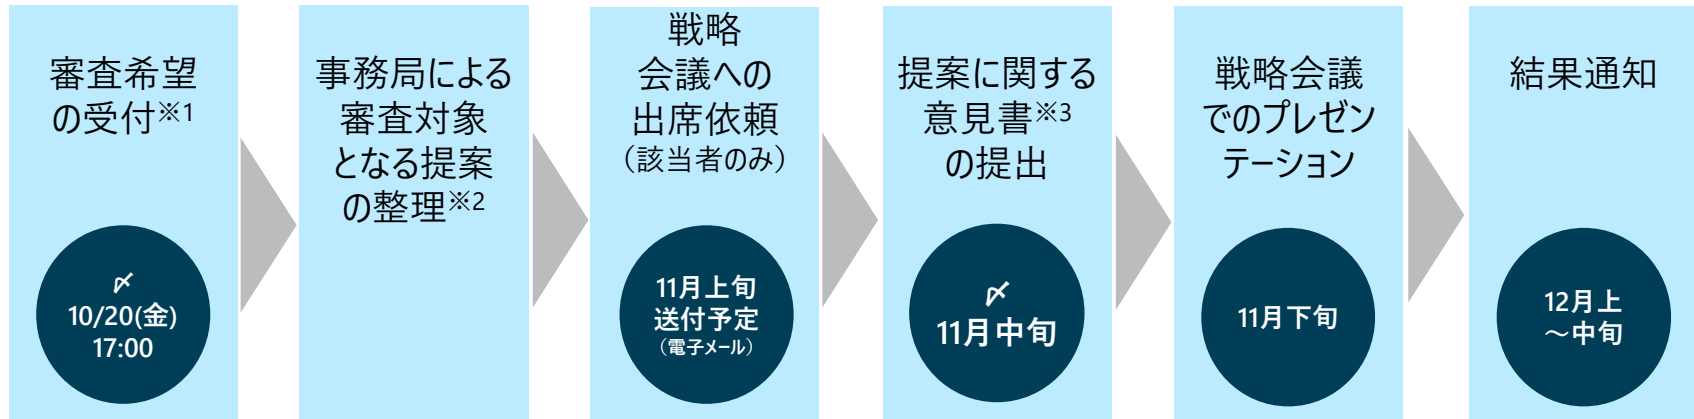 審査希望
の受付※1
〆
10/20(金)
17:00
事務局による
審査対象
となる提案
の整理※2
戦略
会議への
出席依頼
（該当者のみ）
11月上旬
送付予定
（電子メール）
提案に関する
意見書※3
の提出
〆
11月中旬
戦略会議
でのプレゼン
テーション
11月下旬
結果通知
12月上
～中旬